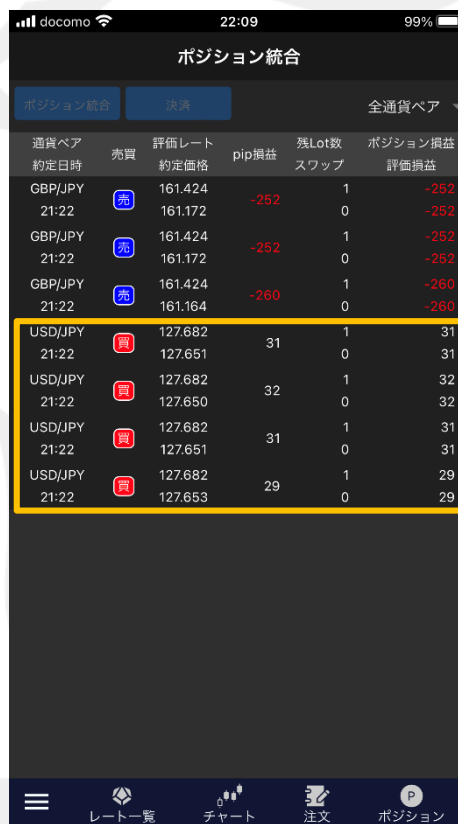 docomo 22:09 99%
ポジション統合
ポジション統合 決済 全通貨ペア
通貨ペア 売買 評価レート pip損益 残Lot数 ポジション損益
約定日時 約定価格 スワップ 評価損益
GBP/JPY 売 161.424 -252 1 -252
21:22 161.172 0 -252
GBP/JPY 売 161.424 -252 1 -252
21:22 161.172 0 -252
GBP/JPY 売 161.424 -260 1 -260
21:22 161.164 0 -260
USD/JPY 買 127.682 31 1 31
21:22 127.651 0 31
USD/JPY 買 127.682 32 1 32
21:22 127.650 0 32
USD/JPY 買 127.682 31 1 31
21:22 127.651 0 31
USD/JPY 買 127.682 29 1 29
21:22 127.653 0 29
P
レート一覧 チャート 注文 ポジション